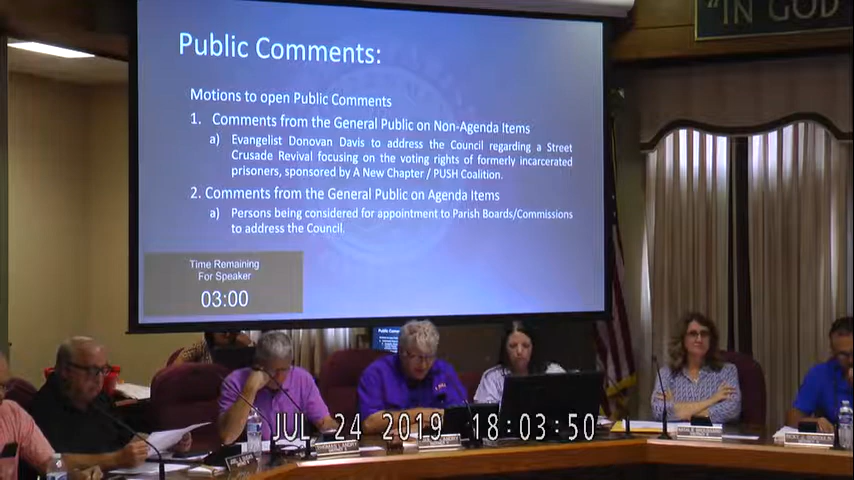 "IN GOD
Public Comments:
Motions to open Public Comments
1. Comments from the General Public on Non-Agenda Items
a) Evangelist Donovan Davis to address the Council regarding a Street
Crusade Revival focusing on the voting rights of formerly incarcerated
prisoners, sponsored by A New Chapter / PUSH Coalition.
2. Comments from the General Public on Agenda Items
a) Persons being considered for appointment to Parish Boards/Commissions
to address the Council.
Time Remaining
For Speaker
03:00
JUL 24 2019 18:03:50